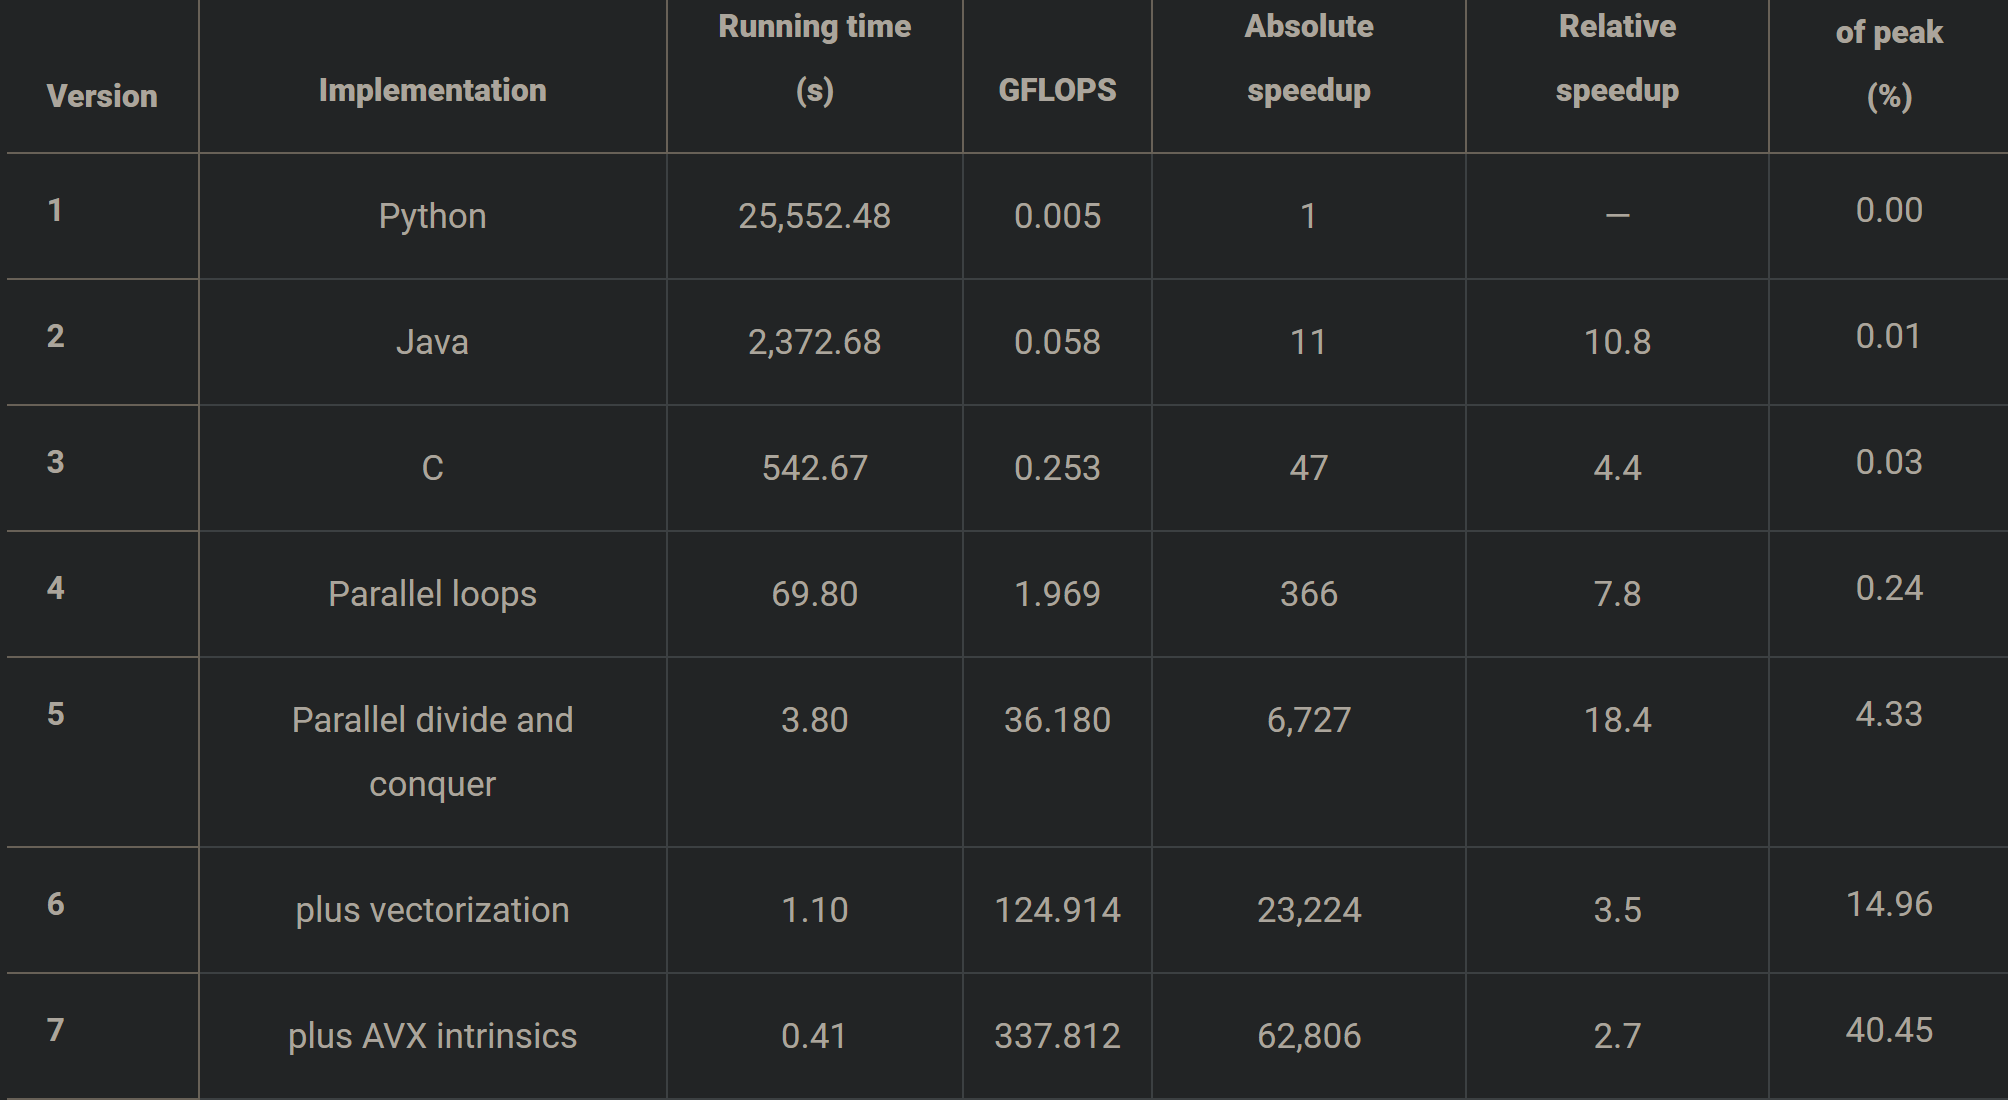 Version Implementation Running time (s) GFLOPS Absolute speedup Relative speedup of peak (%)
1 Python 25,552.48 0.005 1 – 0.00
2 Java 2,372.68 0.058 11 10.8 0.01
3 C 542.67 0.253 47 4.4 0.03
4 Parallel loops 69.80 1.969 366 7.8 0.24
5 Parallel divide and conquer 3.80 36.180 6,727 18.4 4.33
6 plus vectorization 1.10 124.914 23,224 3.5 14.96
7 plus AVX intrinsics 0.41 337.812 62,806 2.7 40.45